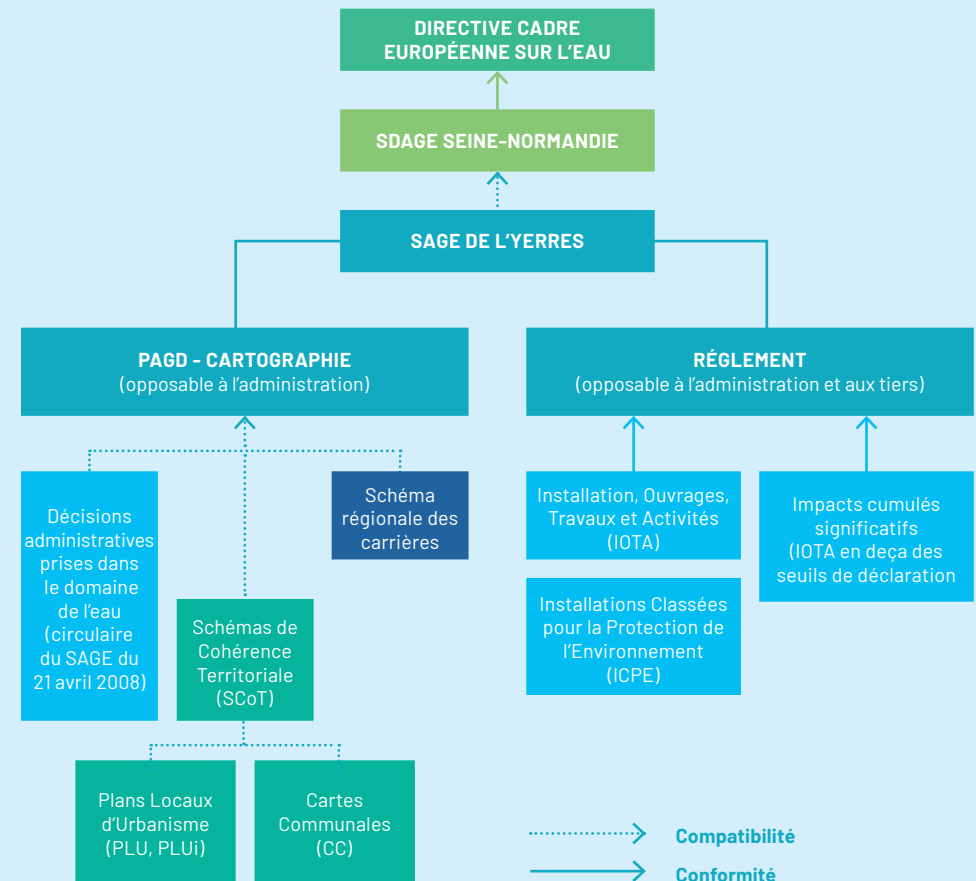 DIRECTIVE CADRE
EUROPÉENNE SUR L'EAU
SDAGE SEINE-NORMANDIE
SAGE DE L'YERRES
PAGD - CARTOGRAPHIE
(opposable à l'administration)
RÉGLEMENT
(opposable à l'administration et aux tiers)
Décisions
administratives
prises dans
le domaine
de l'eau
(circulaire
du SAGE du
21 avril 2008)
Schémas de
Cohérence
Territoriale
(SCoT)
Schéma
régionale des
carrières
Installation, Ouvrages,
Travaux et Activités
(IOTA)
Installations Classées
pour la Protection de
l'Environnement
(ICPE)
Impacts cumulés
significatifs
(IOTA en deça des
seuils de déclaration
Plans Locaux
d'Urbanisme
(PLU, PLUi)
Cartes
Communales
(CC)
Compatibilité
Conformité